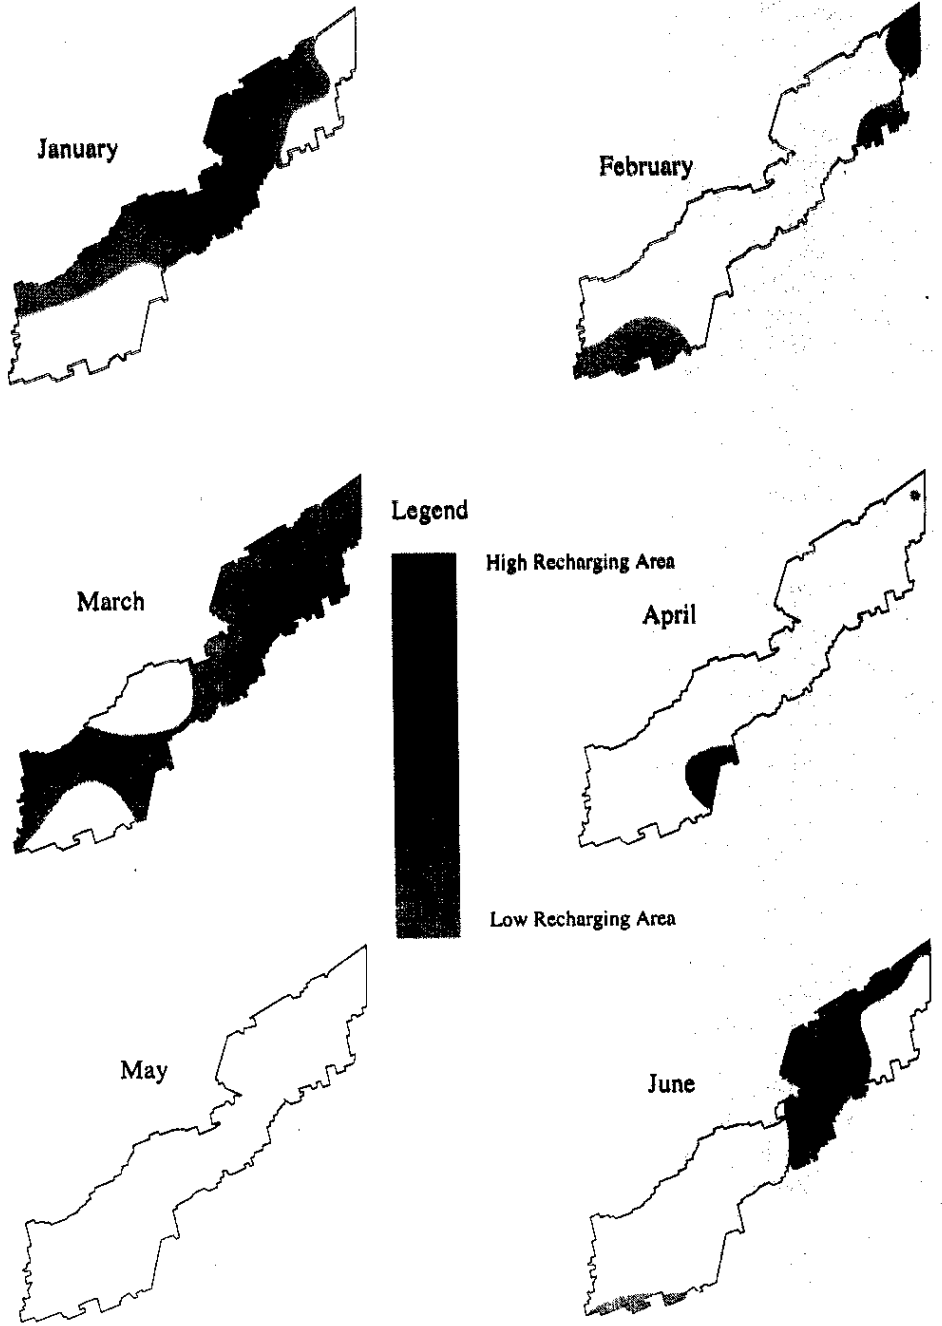 January
February
Legend
High Recharging Area
March
April
Low Recharging Area
May
June